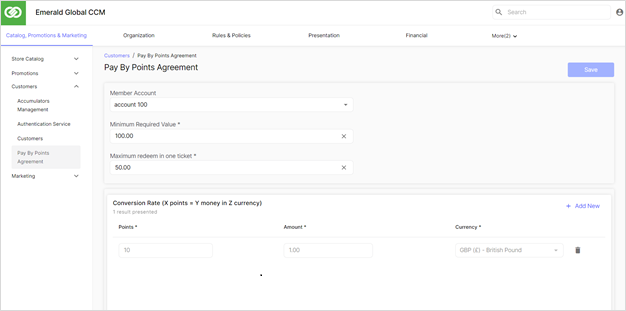 Emerald Global CCM
Search
Catalog, Promotions & Marketing
Organization
Rules & Policies
Presentation
Financial
More(2)
Store Catalog
Promotions
Customers
Accumulators
Management
Authentication Service
Customers
Pay By Points
Agreement
Marketing
Customers / Pay By Points Agreement
Pay By Points Agreement
Save
Member Account
account 100
Minimum Required Value *
100.00
Maximum redeem in one ticket *
50.00
Conversion Rate (X points = Y money in Z currency)
1 result presented
Add New
Points *
Amount *
Currency *
10
1.00
GBP (£) - British Pound